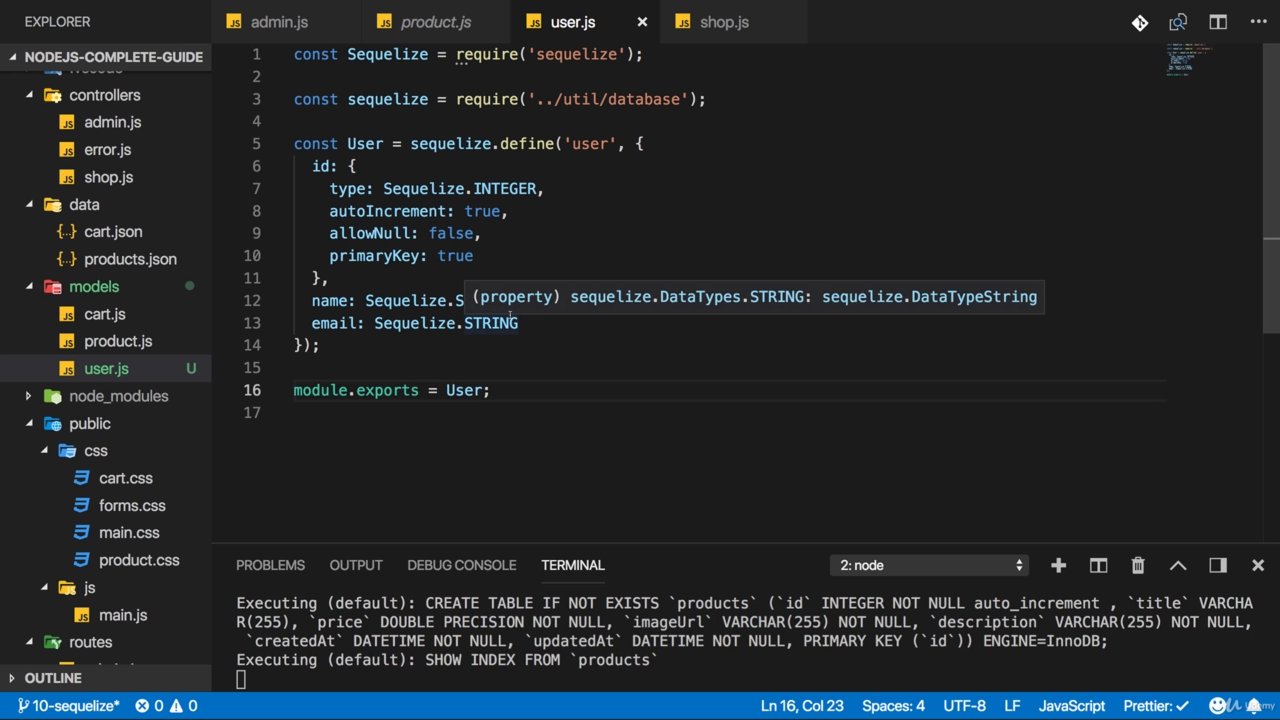 EXPLORER
admin.js
product.js
user.js
shop.js
NODEJS-COMPLETE-GUIDE
controllers
admin.js
error.js
shop.js
data
cart.json
products.json
models
cart.js
product.js
user.js U
node_modules
public
css
cart.css
forms.css
main.css
product.css
js
main.js
routes
OUTLINE
1 const Sequelize = require('sequelize');
2
3 const sequelize = require('../util/database');
4
5 const User = sequelize.define('user', {
6 id: {
7 type: Sequelize.INTEGER,
8 autoIncrement: true,
9 allowNull: false,
10 primaryKey: true
11 },
12 name: Sequelize.S
(property) sequelize.DataTypes.STRING: sequelize.DataTypeString
13 email: Sequelize.STRING
14 });
15
16 module.exports = User;
17
PROBLEMS OUTPUT DEBUG CONSOLE TERMINAL 2: node
Executing (default): CREATE TABLE IF NOT EXISTS `products` (`id` INTEGER NOT NULL auto_increment , `title` VARCHA
R(255), `price` DOUBLE PRECISION NOT NULL, `imageUrl` VARCHAR(255) NOT NULL, `description` VARCHAR(255) NOT NULL,
`createdAt` DATETIME NOT NULL, `updatedAt` DATETIME NOT NULL, PRIMARY KEY (`id`)) ENGINE=InnoDB;
Executing (default): SHOW INDEX FROM `products`
10-sequelize* 0 0 Ln 16, Col 23 Spaces: 4 UTF-8 LF JavaScript Prettier: ✓
Udemy